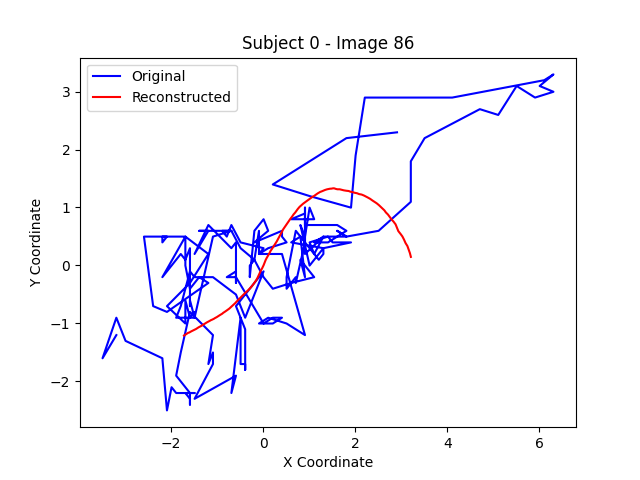 Subject 0 - Image 86
Original
Reconstructed
Y Coordinate
3
2
1
0
−1
−2
−2
0
2
4
6
X Coordinate